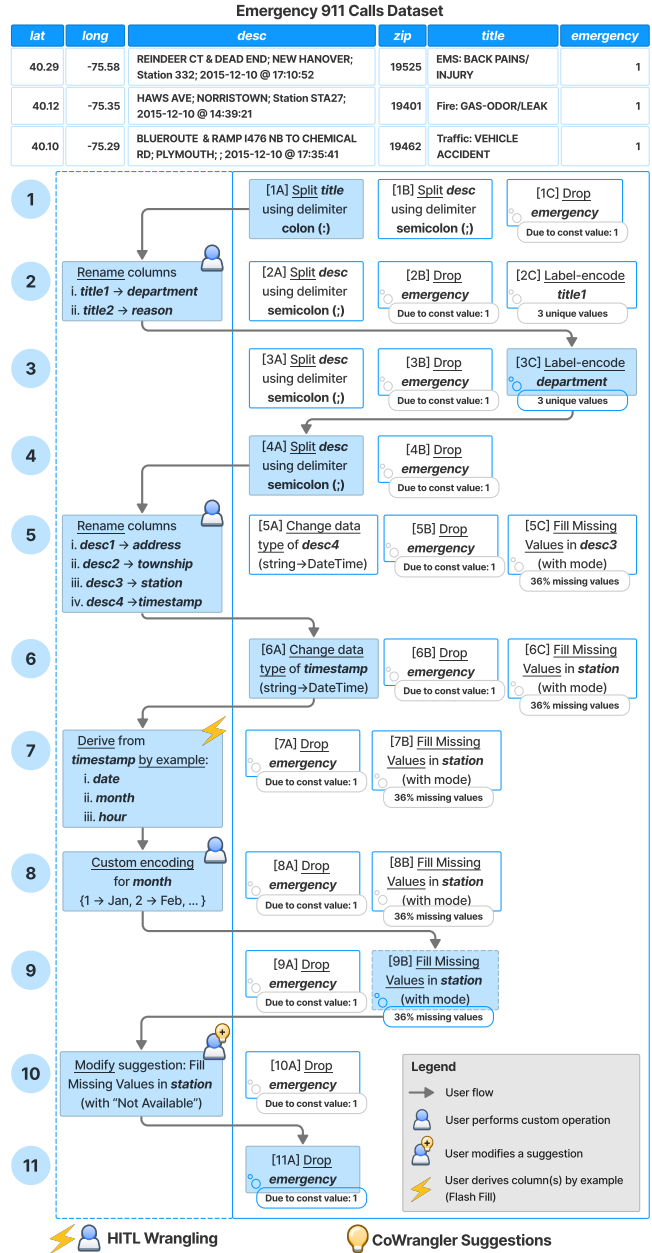 Emergency 911 Calls Dataset
lat long desc zip title emergency
40.29 -75.58 REINDEER CT & DEAD END; NEW HANOVER; Station 332; 2015-12-10 @ 17:10:52 19525 EMS: BACK PAINS/ INJURY 1
40.12 -75.35 HAWS AVE; NORRISTOWN; Station STA27; 2015-12-10 @ 14:39:21 19401 Fire: GAS-ODOR/LEAK 1
40.10 -75.29 BLUEROUTE & RAMP I476 NB TO CHEMICAL RD; PLYMOUTH; ; 2015-12-10 @ 17:35:41 19462 Traffic: VEHICLE ACCIDENT 1
1
[1A] Split title
using delimiter
colon (:)
[1B] Split desc
using delimiter
semicolon (;)
[1C] Drop
emergency
Due to const value: 1
2
Rename columns
i. title1 → department
ii. title2 → reason
[2A] Split desc
using delimiter
semicolon (;)
[2B] Drop
emergency
Due to const value: 1
[2C] Label-encode
title1
3 unique values
3
[3A] Split desc
using delimiter
semicolon (;)
[3B] Drop
emergency
Due to const value: 1
[3C] Label-encode
department
3 unique values
4
[4A] Split desc
using delimiter
semicolon (;)
[4B] Drop
emergency
Due to const value: 1
5
Rename columns
i. desc1 → address
ii. desc2 → township
iii. desc3 → station
iv. desc4 →timestamp
[5A] Change data
type of desc4
(string→DateTime)
[5B] Drop
emergency
Due to const value: 1
[5C] Fill Missing
Values in desc3
(with mode)
36% missing values
6
[6A] Change data
type of timestamp
(string→DateTime)
[6B] Drop
emergency
Due to const value: 1
[6C] Fill Missing
Values in station
(with mode)
36% missing values
7
Derive from
timestamp by example:
i. date
ii. month
iii. hour
[7A] Drop
emergency
Due to const value: 1
[7B] Fill Missing
Values in station
(with mode)
36% missing values
8
Custom encoding
for month
{1 → Jan, 2 → Feb, ... }
[8A] Drop
emergency
Due to const value: 1
[8B] Fill Missing
Values in station
(with mode)
36% missing values
9
[9A] Drop
emergency
Due to const value: 1
[9B] Fill Missing
Values in station
(with mode)
36% missing values
10
Modify suggestion: Fill
Missing Values in station
(with “Not Available”)
[10A] Drop
emergency
Due to const value: 1
11
[11A] Drop
emergency
Due to const value: 1
Legend
User flow
User performs custom operation
User modifies a suggestion
User derives column(s) by example
(Flash Fill)
HITL Wrangling
CoWrangler Suggestions